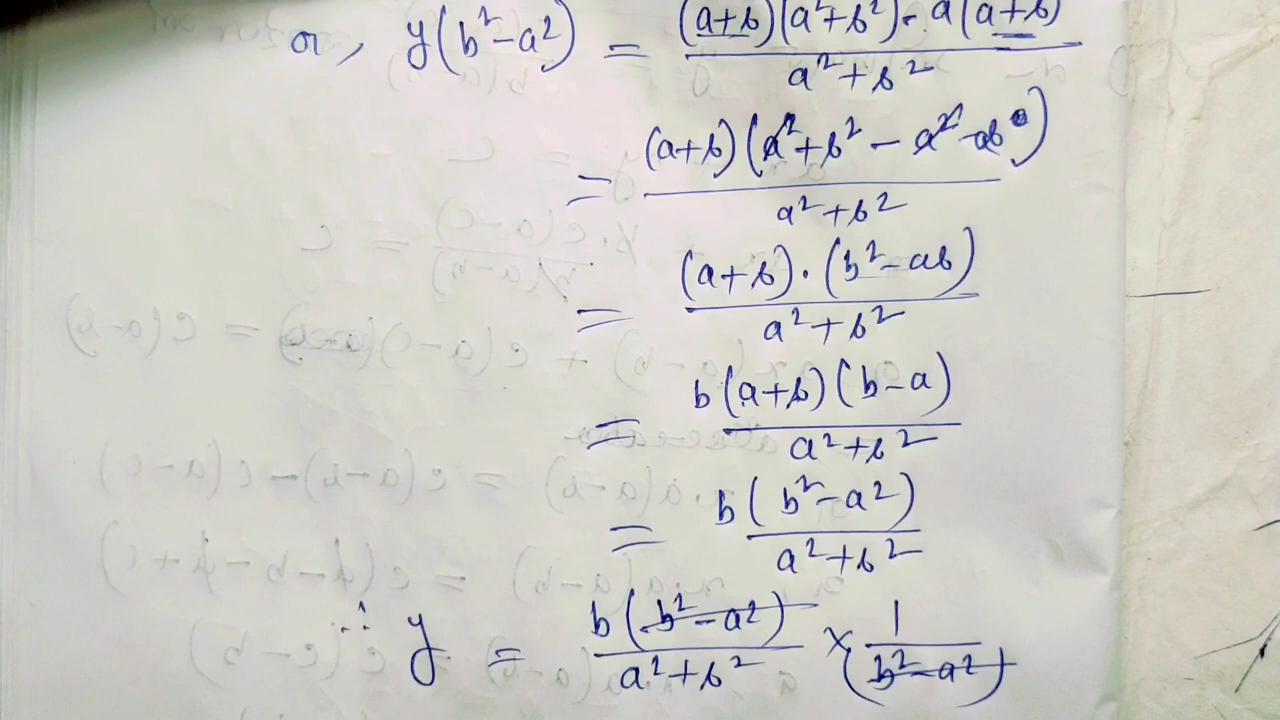 or, y(b²-a²) = (a+b)(a²+b²) - a(a+b) / a²+b²
= (a+b)(a²+b² - a² - ab) / a²+b²
= (a+b).(b²-ab) / a²+b²
= b(a+b)(b-a) / a²+b²
= b(b²-a²) / a²+b²
∴ y = b(b²-a²) / a²+b² × 1 / (b²-a²)